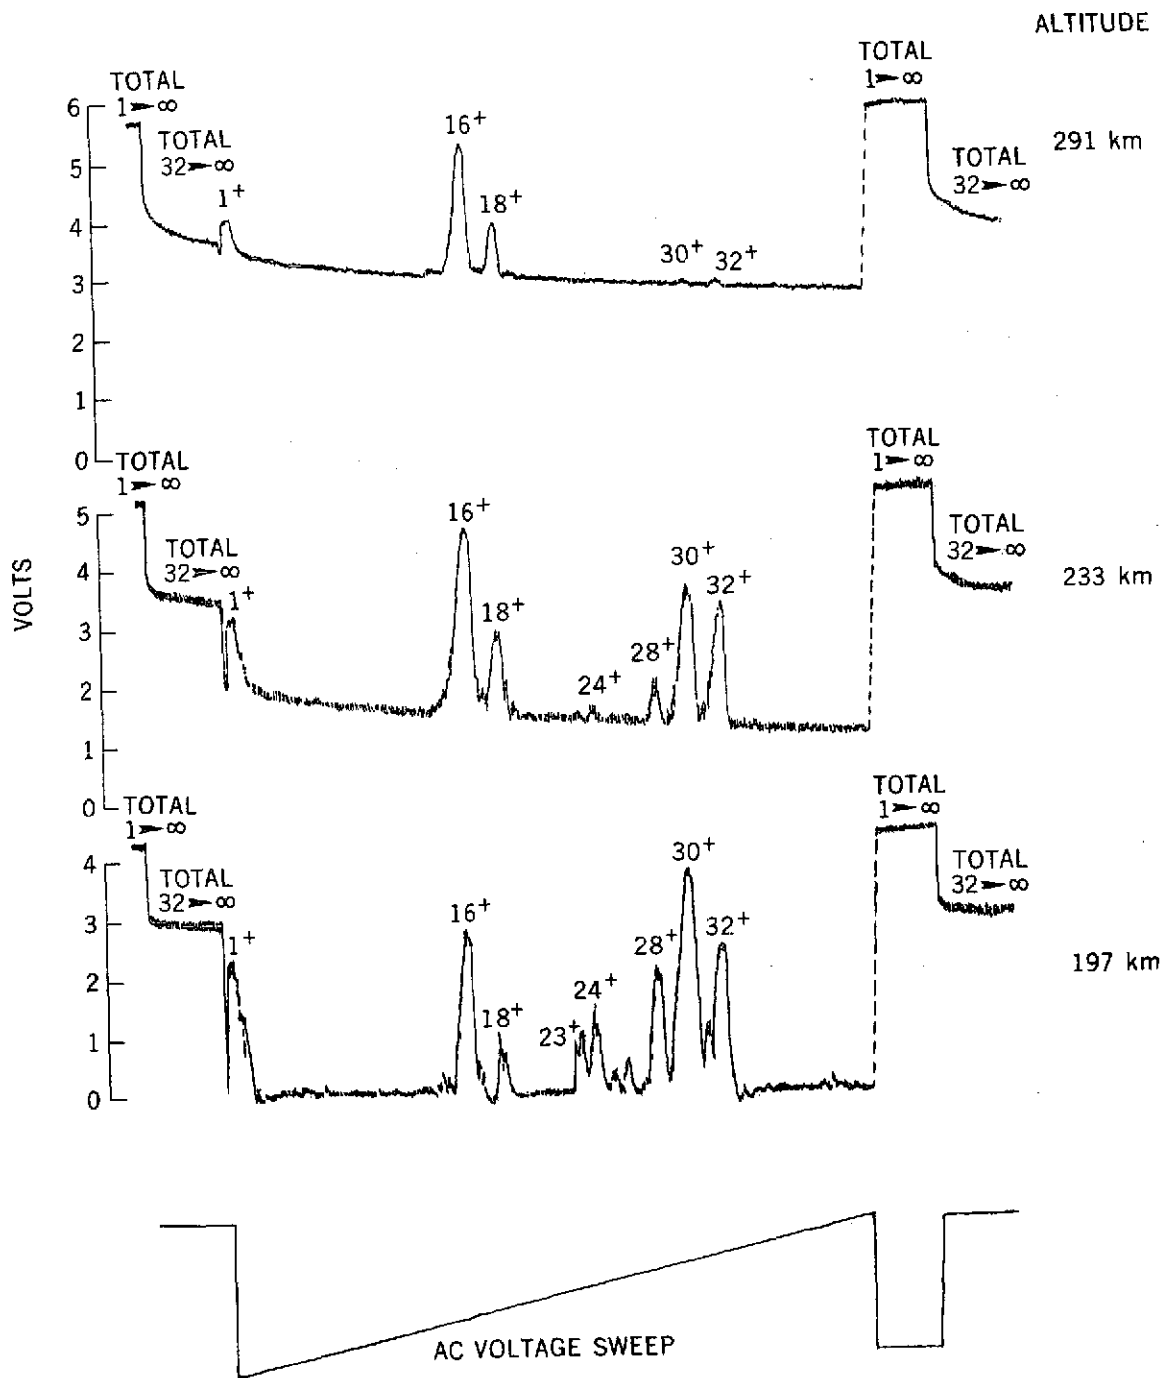 ALTITUDE
TOTAL
1➤∞
TOTAL
32➤∞
1+
16+
18+
30+
32+
TOTAL
1➤∞
TOTAL
32➤∞
291 km
6
5
4
3
2
1
0
TOTAL
1➤∞
TOTAL
32➤∞
1+
16+
18+
24+
28+
30+
32+
TOTAL
1➤∞
TOTAL
32➤∞
233 km
5
4
3
2
1
0
VOLTS
TOTAL
1➤∞
TOTAL
32➤∞
1+
16+
18+
23+
24+
28+
30+
32+
TOTAL
1➤∞
TOTAL
32➤∞
197 km
4
3
2
1
0
AC VOLTAGE SWEEP